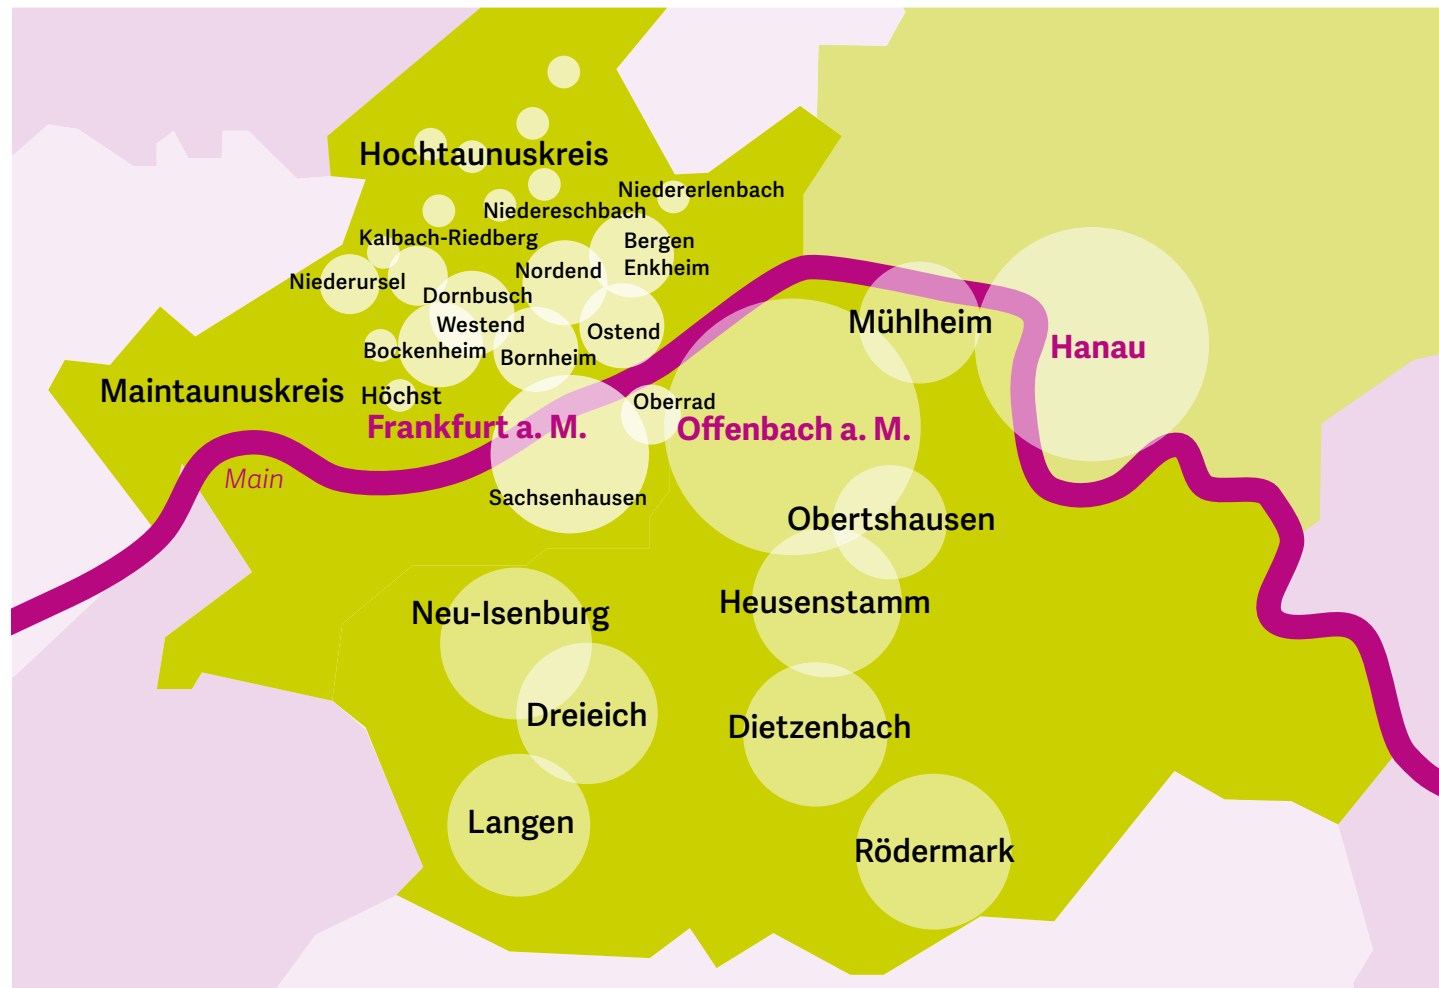 Hochtaunuskreis
Niedererlenbach
Niedereschbach
Kalbach-Riedberg
Bergen
Enkheim
Nordend
Niederursel
Dornbusch
Westend
Ostend
Mühlheim
Bockenheim
Bornheim
Hanau
Maintaunuskreis
Höchst
Oberrad
Frankfurt a. M.
Offenbach a. M.
Main
Sachsenhausen
Obertshausen
Neu-Isenburg
Heusenstamm
Dreieich
Dietzenbach
Langen
Rödermark